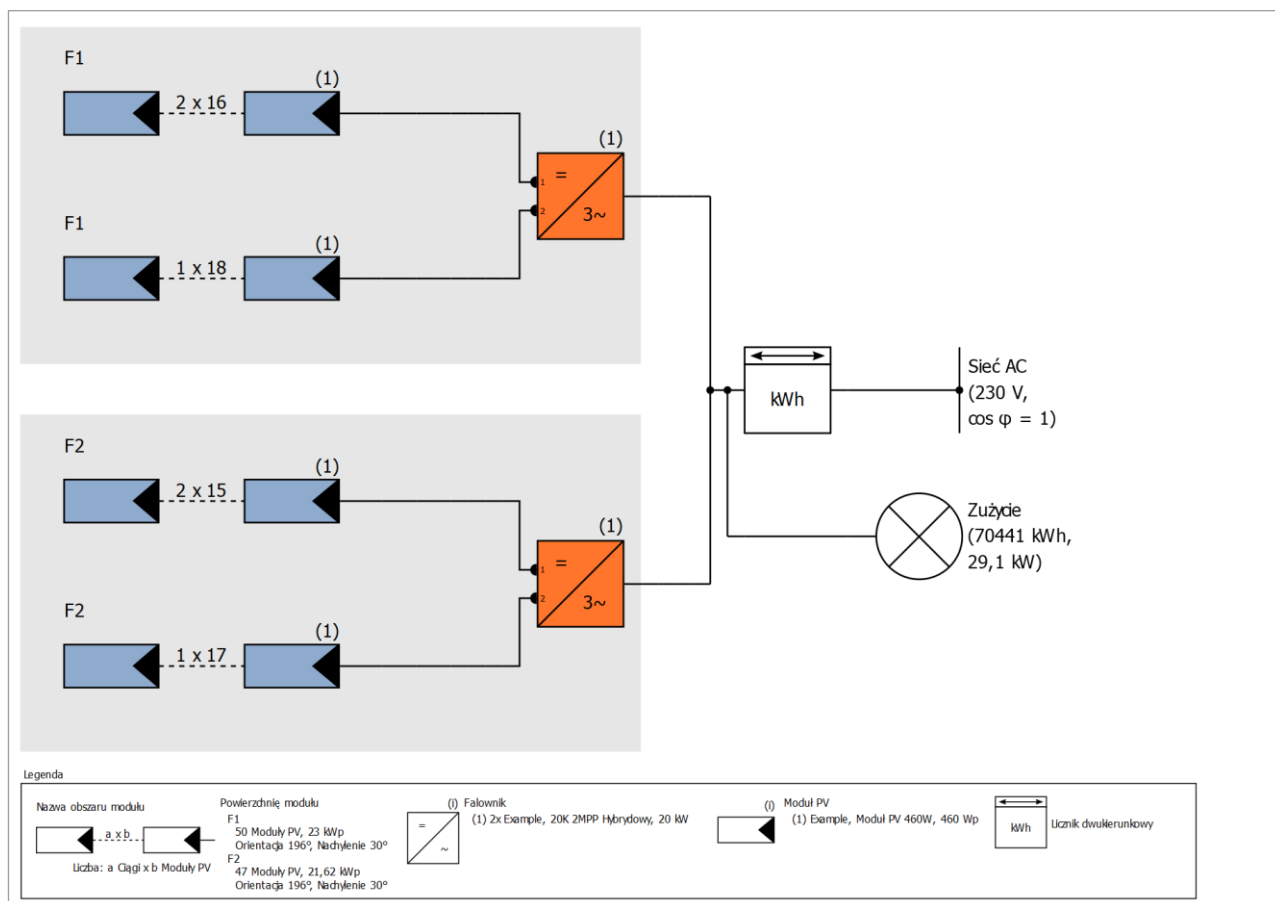 F1
(1)
2 x 16
(1)
1
=
3~
2
F1
(1)
1 x 18
F2
(1)
2 x 15
(1)
1
=
3~
2
F2
(1)
1 x 17
kWh
Sieć AC
(230 V,
cos φ = 1)
Zużycie
(70441 kWh,
29,1 kW)
Legenda
Nazwa obszaru modułu
a x b
Liczba: a Ciągi x b Moduły PV
Powierzchnię modułu
F1
50 Moduły PV, 23 kWp
Orientacja 196°, Nachylenie 30°
F2
47 Moduły PV, 21,62 kWp
Orientacja 196°, Nachylenie 30°
=
~
(i) Falownik
(1) 2x Example, 20K 2MPP Hybrydowy, 20 kW
(i) Moduł PV
(1) Example, Moduł PV 460W, 460 Wp
kWh
Licznik dwukierunkowy